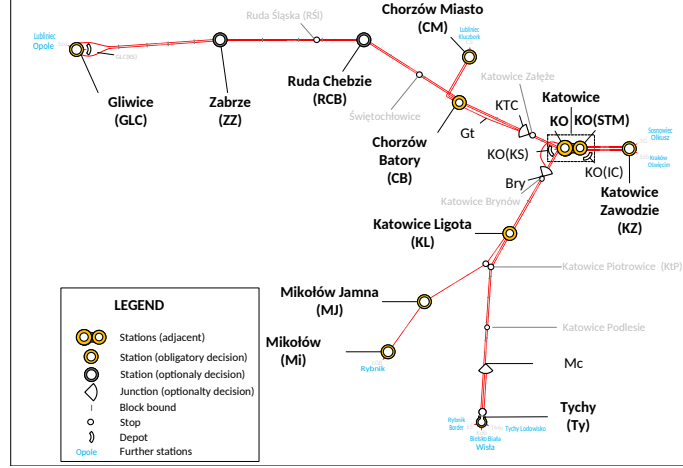 Ruda Śląska (RŚl)
Chorzów Miasto
(CM)
Lubliniec
Kluczbork
Lubliniec
Opole
GLC(KS)
Gliwice
(GLC)
Zabrze
(ZZ)
Ruda Chebzie
(RCB)
Świętochłowice
Katowice Załęże
KTC
Gt
Chorzów
Batory
(CB)
Katowice
KO
KO(STM)
Sosnowiec
Olkusz
KO(KS)
KO(IC)
Kraków
Oświęcim
Katowice
Zawodzie
(KZ)
Bry
Katowice Brynów
Katowice Ligota
(KL)
Katowice Piotrowice (KtP)
Mikołów Jamna
(MJ)
Mikołów
(Mi)
Rybnik
Katowice Podlesie
Mc
Tychy
(Ty)
Rybnik
Border
Tychy Lodowisko
Bielsko Biała
Wisła
LEGEND
Stations (adjacent)
Station (obligatory decision)
Station (optionaly decision)
Junction (optionalty decision)
Block bound
Stop
Depot
Opole
Further stations